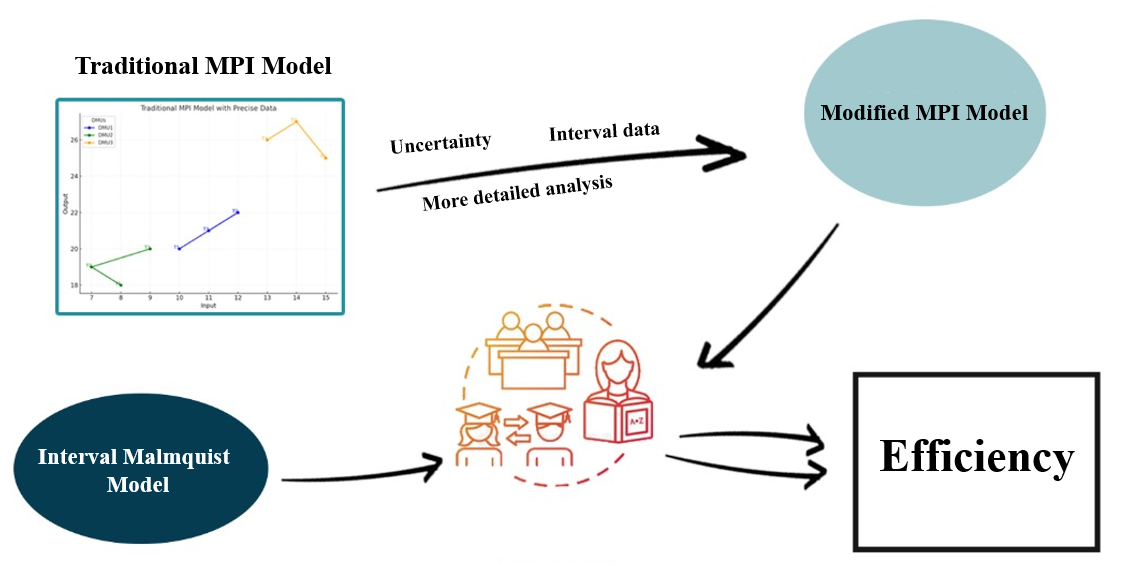 Traditional MPI Model
Traditional MPI Model with Precise Data
DMUs
DMU1
DMU2
DMU3
Output
26
24
22
20
18
7 8 9 10 11 12 13 14 15
Input
Uncertainty
Interval data
More detailed analysis
Modified MPI Model
A•Z
Interval Malmquist
Model
Efficiency